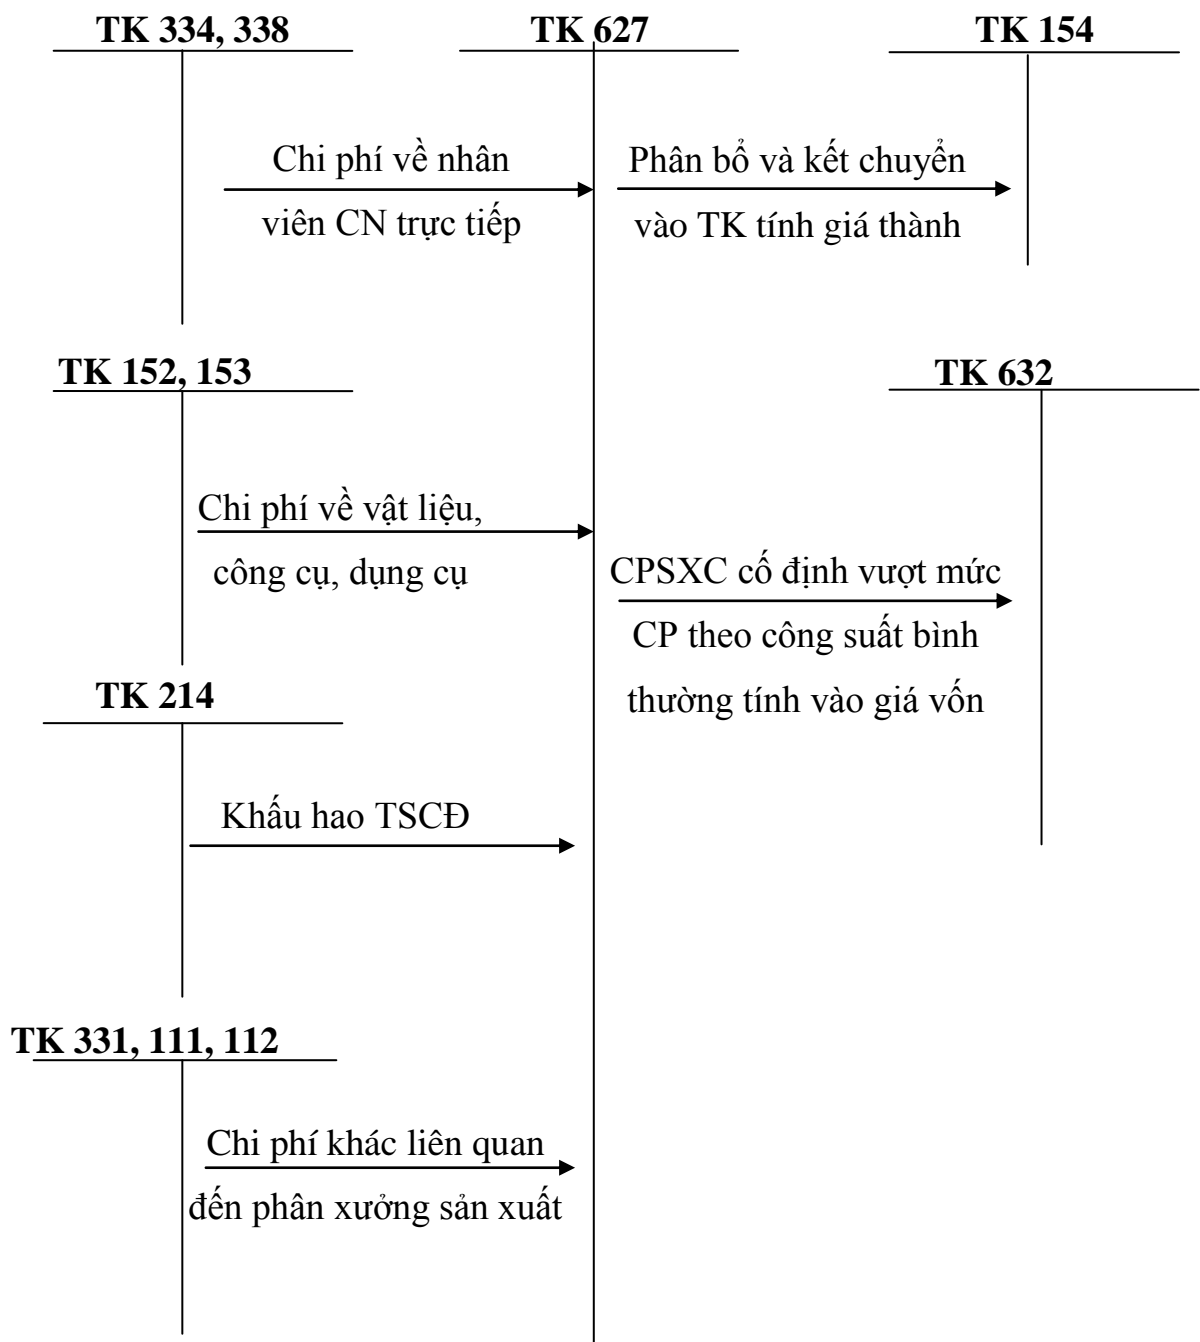 TK 334, 338
TK 627
TK 154
Chi phí về nhân
viên CN trực tiếp
Phân bổ và kết chuyển
vào TK tính giá thành
TK 152, 153
TK 632
Chi phí về vật liệu,
công cụ, dụng cụ
CPSXC cố định vượt mức
CP theo công suất bình
thường tính vào giá vốn
TK 214
Khấu hao TSCĐ
TK 331, 111, 112
Chi phí khác liên quan
đến phân xưởng sản xuất